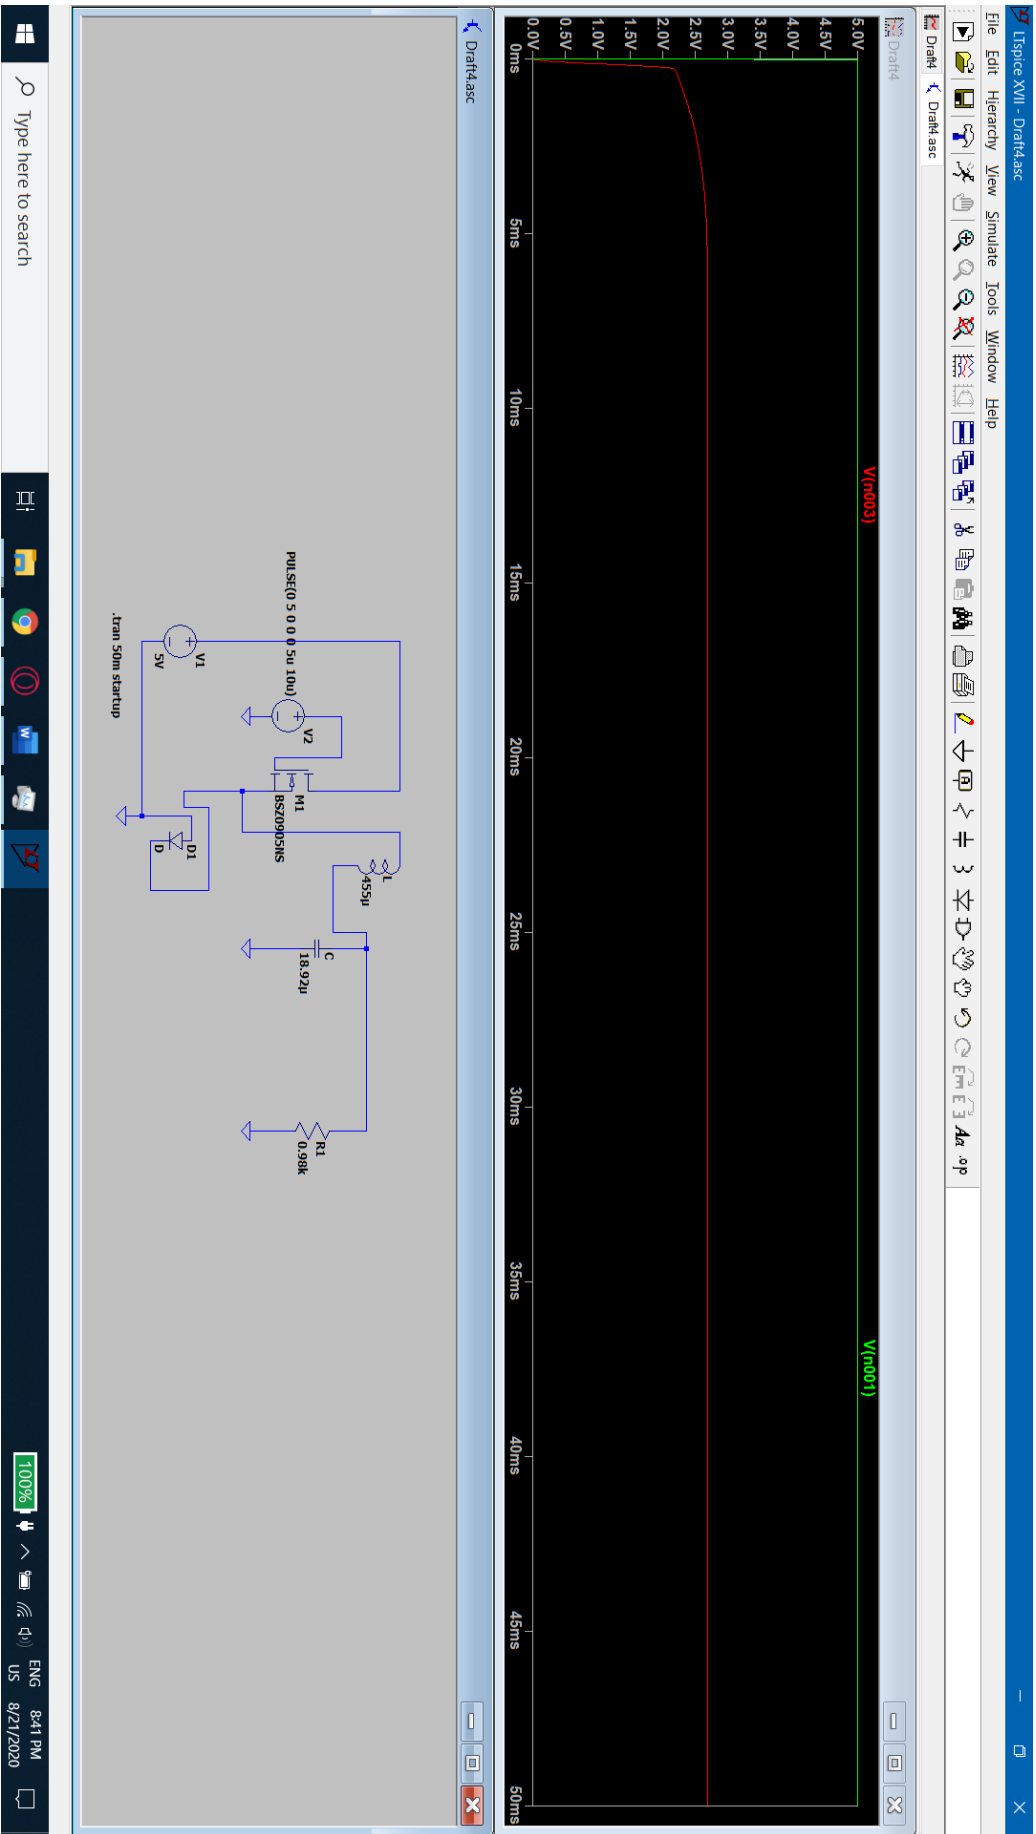 LTspice XVII - Draft4.asc
File Edit Hierarchy View Simulate Tools Window Help
.op
Draft4 Draft4.asc
Draft4
V(n003) V(n001)
5.0V
4.5V
4.0V
3.5V
3.0V
2.5V
2.0V
1.5V
1.0V
0.5V
0.0V
0ms 5ms 10ms 15ms 20ms 25ms 30ms 35ms 40ms 45ms 50ms
Draft4.asc
L
455µ
C
18.92µ
R1
0.98k
V2
M1
BSZ0905NS
PULSE(0 5 0 0 0 5u 10u)
V1
5V
D1
D
.tran 50m startup
Type here to search
W
100%
ENG
US
8:41 PM
8/21/2020